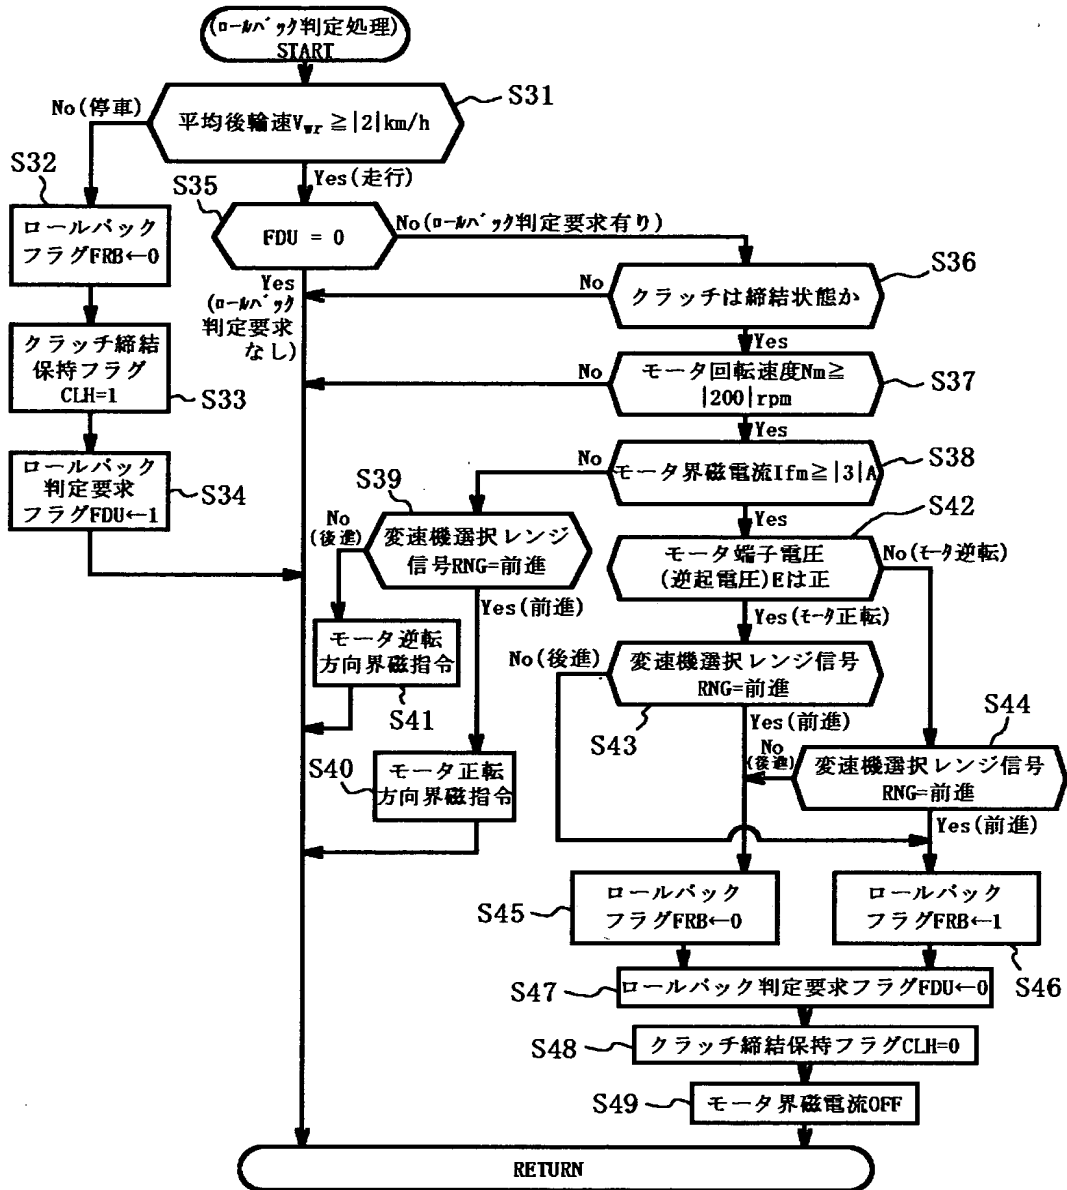 (ロールバック判定処理)
START
S31
平均後輪速Vwr≧|2|km/h
No(停車)
Yes(走行)
S32
ロールバック
フラグFRB←0
S35
FDU = 0
No(ロールバック判定要求有り)
Yes
(ロールバック
判定要求
なし)
S36
クラッチは締結状態か
No
Yes
クラッチ締結
保持フラグ
CLH=1
S33
モータ回転速度Nm≧
|200|rpm
S37
No
Yes
ロールバック
判定要求
フラグFDU←1
S34
モータ界磁電流Ifm≧|3|A
S38
No
Yes
S39
変速機選択レンジ
信号RNG=前進
No
(後進)
Yes(前進)
S42
モータ端子電圧
(逆起電圧)Eは正
No(モータ逆転)
Yes(モータ正転)
モータ逆転
方向界磁指令
S41
変速機選択レンジ信号
RNG=前進
No(後進)
S43
Yes(前進)
S44
No
(後進)
変速機選択レンジ信号
RNG=前進
Yes(前進)
S40
モータ正転
方向界磁指令
S45
ロールバック
フラグFRB←0
ロールバック
フラグFRB←1
S46
S47
ロールバック判定要求フラグFDU←0
S48
クラッチ締結保持フラグCLH=0
S49
モータ界磁電流OFF
RETURN